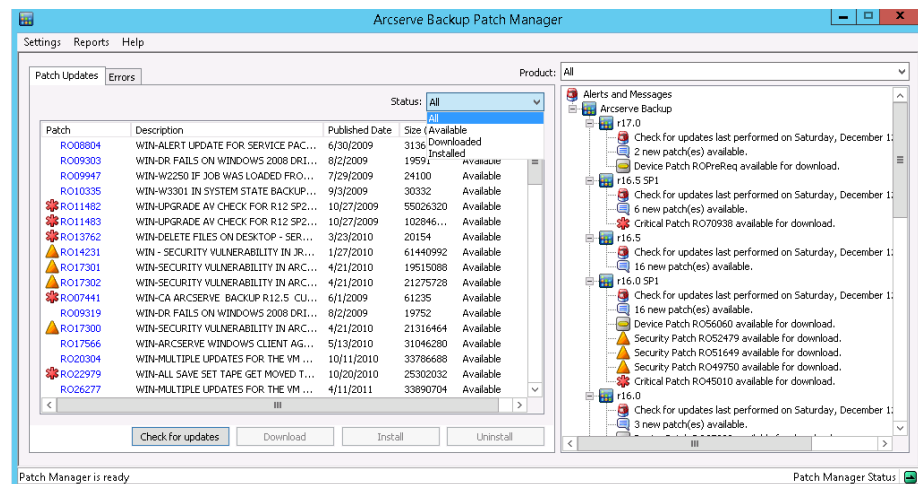 Arcserve Backup Patch Manager
Settings Reports Help
Patch Updates Errors
Product: All
Status: All
All
Available
Downloaded
Installed
Patch Description Published Date Size (
RO08804 WIN-ALERT UPDATE FOR SERVICE PAC... 6/30/2009 3136
RO09303 WIN-DR FAILS ON WINDOWS 2008 DRI... 8/2/2009 19591 Available
RO09947 WIN-W2250 IF JOB WAS LOADED FRO... 7/29/2009 24100 Available
RO10335 WIN-W3301 IN SYSTEM STATE BACKUP... 9/3/2009 30332 Available
RO11482 WIN-UPGRADE AV CHECK FOR R12 SP2... 10/27/2009 55026320 Available
RO11483 WIN-UPGRADE AV CHECK FOR R12 SP2... 10/27/2009 102846... Available
RO13762 WIN-DELETE FILES ON DESKTOP - SER... 3/23/2010 20154 Available
RO14231 WIN - SECURITY VULNERABILITY IN JR... 1/27/2010 61440992 Available
RO17301 WIN-SECURITY VULNERABILITY IN ARC... 4/21/2010 19515088 Available
RO17302 WIN-SECURITY VULNERABILITY IN ARC... 4/21/2010 21275728 Available
RO07441 WIN-CA ARCSERVE BACKUP R12.5 CU... 6/1/2009 61235 Available
RO09319 WIN-DR FAILS ON WINDOWS 2008 DRI... 8/2/2009 19752 Available
RO17300 WIN-SECURITY VULNERABILITY IN ARC... 4/21/2010 21316464 Available
RO17566 WIN-ARCSERVE WINDOWS CLIENT AG... 5/13/2010 31046280 Available
RO20304 WIN-MULTIPLE UPDATES FOR THE VM ... 10/11/2010 33786688 Available
RO22979 WIN-ALL SAVE SET TAPE GET MOVED T... 10/20/2010 25302032 Available
RO26277 WIN-MULTIPLE UPDATES FOR THE VM ... 4/11/2011 33890704 Available
Check for updates Download Install Uninstall
Alerts and Messages
Arcserve Backup
r17.0
Check for updates last performed on Saturday, December 1
2 new patch(es) available.
Device Patch ROPreReq available for download.
r16.5 SP1
Check for updates last performed on Saturday, December 1
6 new patch(es) available.
Critical Patch RO70938 available for download.
r16.5
Check for updates last performed on Saturday, December 1
16 new patch(es) available.
r16.0 SP1
Check for updates last performed on Saturday, December 1
16 new patch(es) available.
Device Patch RO56060 available for download.
Security Patch RO52479 available for download.
Security Patch RO51649 available for download.
Security Patch RO49750 available for download.
Critical Patch RO45010 available for download.
r16.0
Check for updates last performed on Saturday, December 1
3 new patch(es) available.
Patch Manager is ready
Patch Manager Status